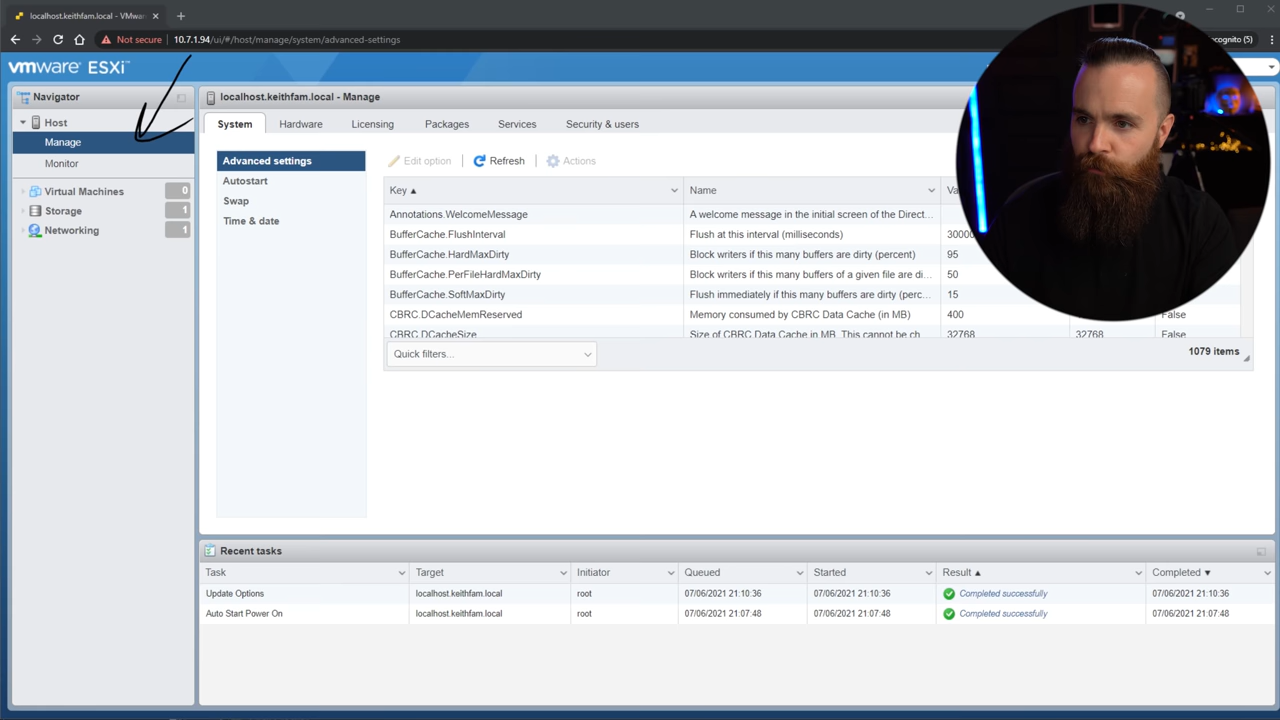 localhost.keithfam.local - VMwar
Not secure 10.7.1.94/ui/#/host/manage/system/advanced-settings
(5)
vmware ESXi™
Navigator
localhost.keithfam.local - Manage
Host
Manage
Monitor
Virtual Machines 0
Storage 1
Networking 1
System Hardware Licensing Packages Services Security & users
Advanced settings
Autostart
Swap
Time & date
Edit option Refresh Actions
Key ▲ Name Va
Annotations.WelcomeMessage A welcome message in the initial screen of the Direct...
BufferCache.FlushInterval Flush at this interval (milliseconds) 30000
BufferCache.HardMaxDirty Block writers if this many buffers are dirty (percent) 95
BufferCache.PerFileHardMaxDirty Block writers if this many buffers of a given file are di... 50
BufferCache.SoftMaxDirty Flush immediately if this many buffers are dirty (perc... 15
CBRC.DCacheMemReserved Memory consumed by CBRC Data Cache (in MB) 400 False
CBRC.DCacheSize Size of CBRC Data Cache in MB. This cannot be ch 32768 32768 False
Quick filters... 1079 items
Recent tasks
Task Target Initiator Queued Started Result ▲ Completed ▼
Update Options localhost.keithfam.local root 07/06/2021 21:10:36 07/06/2021 21:10:36 Completed successfully 07/06/2021 21:10:36
Auto Start Power On localhost.keithfam.local root 07/06/2021 21:07:48 07/06/2021 21:07:48 Completed successfully 07/06/2021 21:07:48